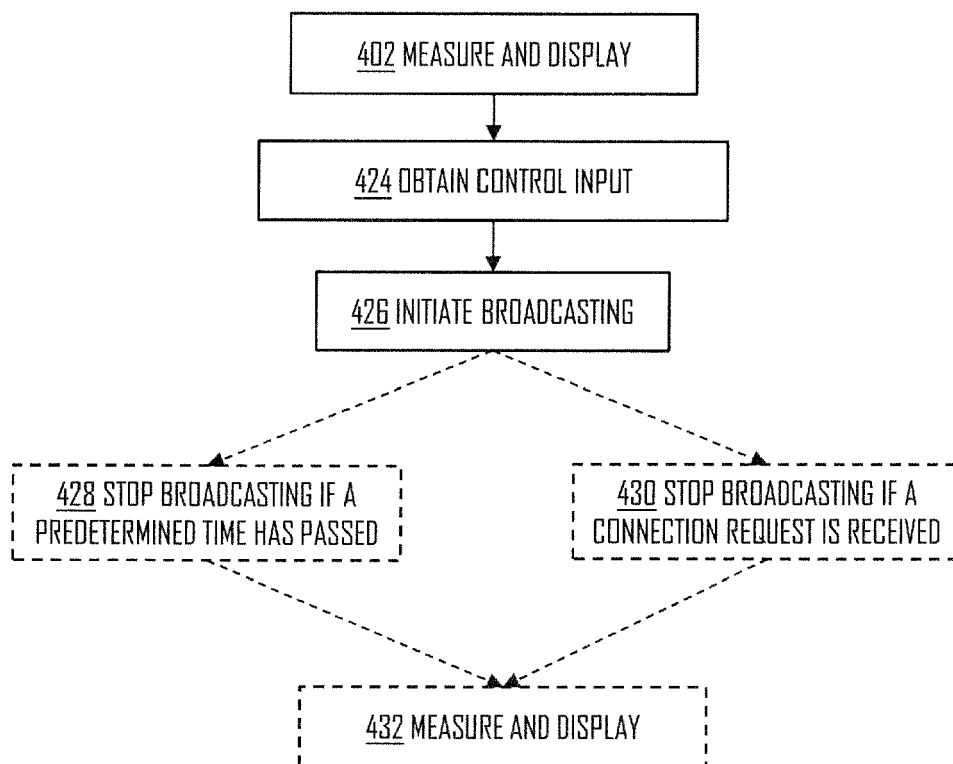 402 MEASURE AND DISPLAY
424 OBTAIN CONTROL INPUT
426 INITIATE BROADCASTING
428 STOP BROADCASTING IF A
PREDETERMINED TIME HAS PASSED
430 STOP BROADCASTING IF A
CONNECTION REQUEST IS RECEIVED
432 MEASURE AND DISPLAY